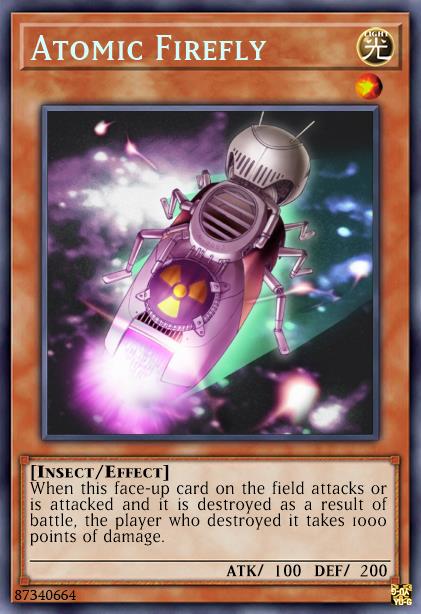 ATOMIC FIREFLY
LIGHT
光
[INSECT/EFFECT]
When this face-up card on the field attacks or
is attacked and it is destroyed as a result of
battle, the player who destroyed it takes 1000
points of damage.
ATK/ 100 DEF/ 200
87340664